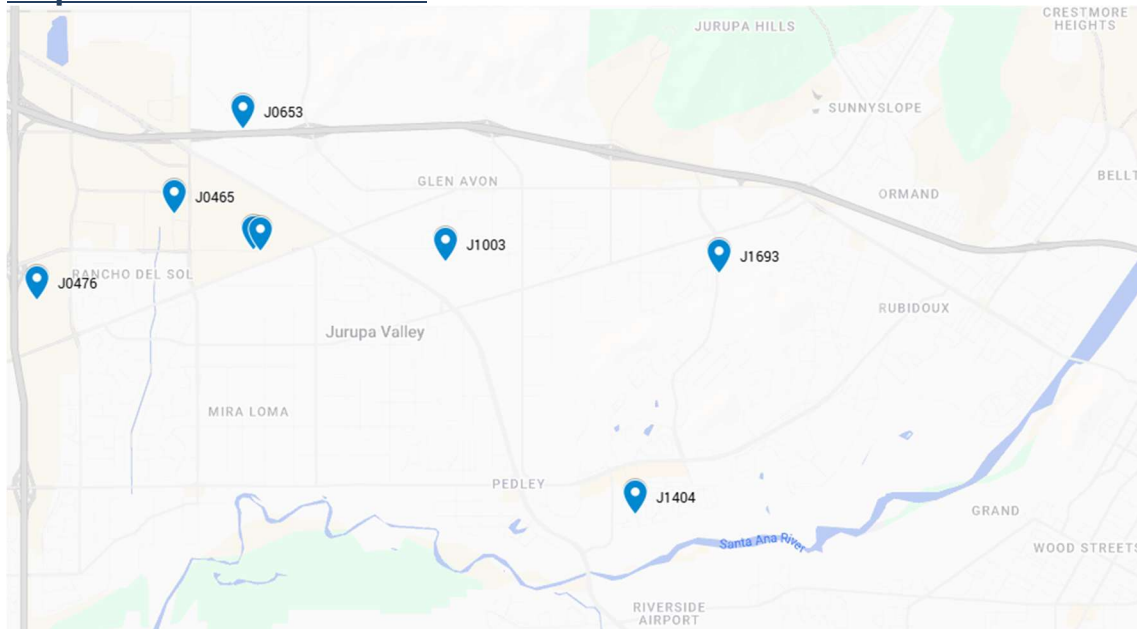 JURUPA HILLS
CRESTMORE
HEIGHTS
SUNNYSLOPE
J0653
GLEN AVON
BELLT
J0465
ORMAND
J1003
J1693
RANCHO DEL SOL
J0476
RUBIDOUX
Jurupa Valley
MIRA LOMA
PEDLEY
J1404
GRAND
Santa Ana River
WOOD STREETS
RIVERSIDE
AIRPORT